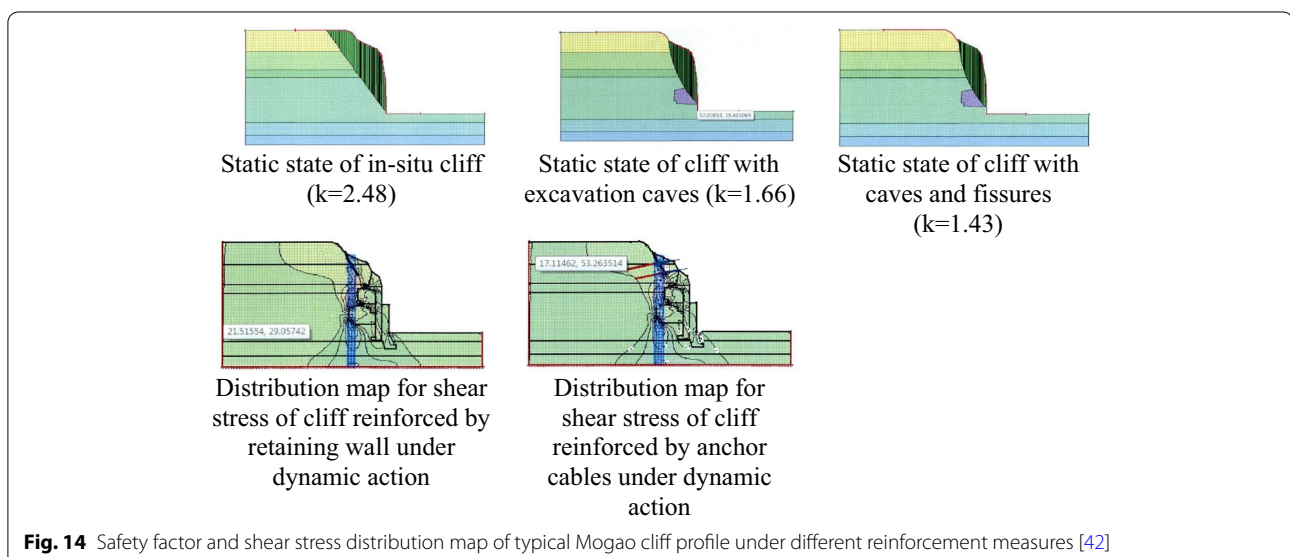 57.60893, 19.421069
Static state of in-situ cliff
(k=2.48)
Static state of cliff with
excavation caves (k=1.66)
Static state of cliff with
caves and fissures
(k=1.43)
21.51554, 29.05742
17.11462, 53.263514
Distribution map for shear
stress of cliff reinforced by
retaining wall under
dynamic action
Distribution map for
shear stress of cliff
reinforced by anchor
cables under dynamic
action
Fig. 14 Safety factor and shear stress distribution map of typical Mogao cliff profile under different reinforcement measures [42]